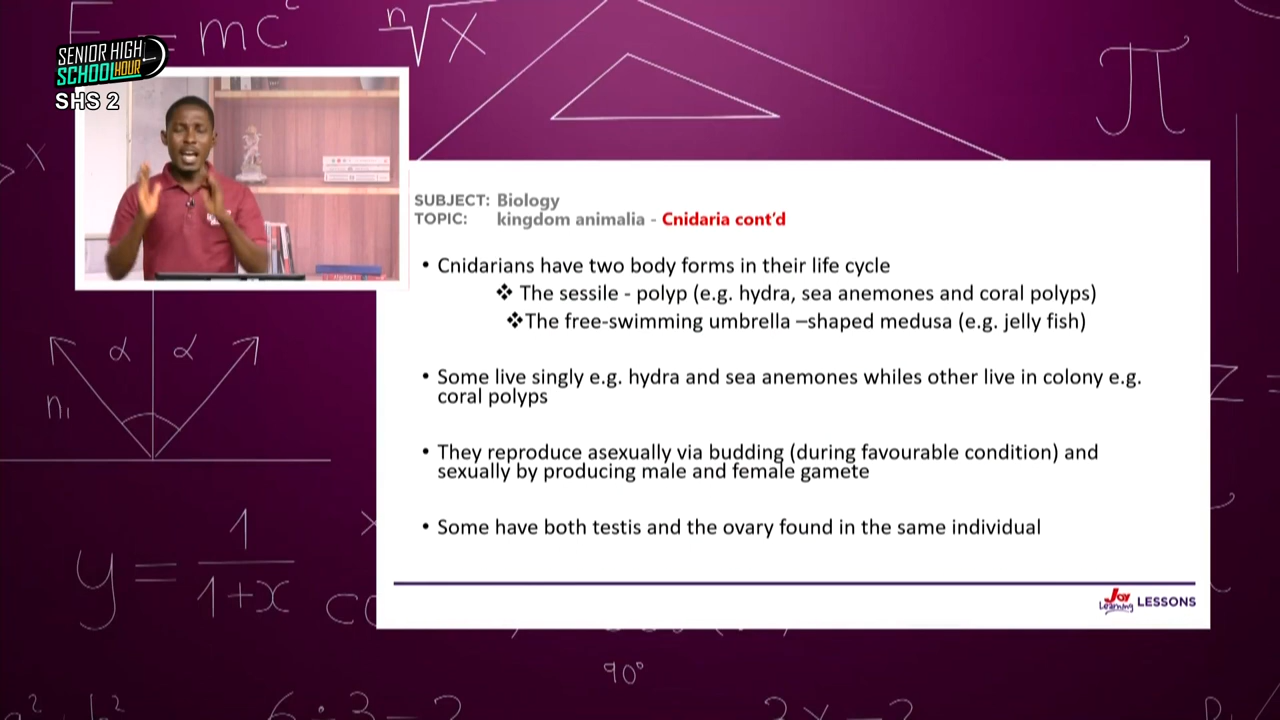 E = mc
n√x
π
SENIOR HIGH
SCHOOL HOUR
SHS 2
x
SUBJECT: Biology
TOPIC: kingdom animalia - Cnidaria cont'd
• Cnidarians have two body forms in their life cycle
❖ The sessile - polyp (e.g. hydra, sea anemones and coral polyps)
❖The free-swimming umbrella –shaped medusa (e.g. jelly fish)
α α
n₁
z =
• Some live singly e.g. hydra and sea anemones whiles other live in colony e.g.
coral polyps
• They reproduce asexually via budding (during favourable condition) and
sexually by producing male and female gamete
• Some have both testis and the ovary found in the same individual
y = 1/1+x
Joy Learning LESSONS
90°